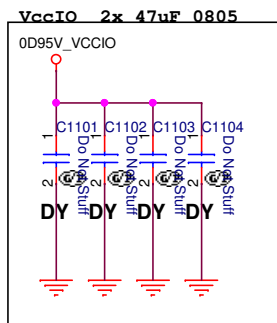 VccIO 2x 47uF 0805
0D95V_VCCIO
C1101 C1102 C1103 C1104
1 1 1 1
Do Not Stuff Do Not Stuff Do Not Stuff Do Not Stuff
2 2 2 2
DY DY DY DY